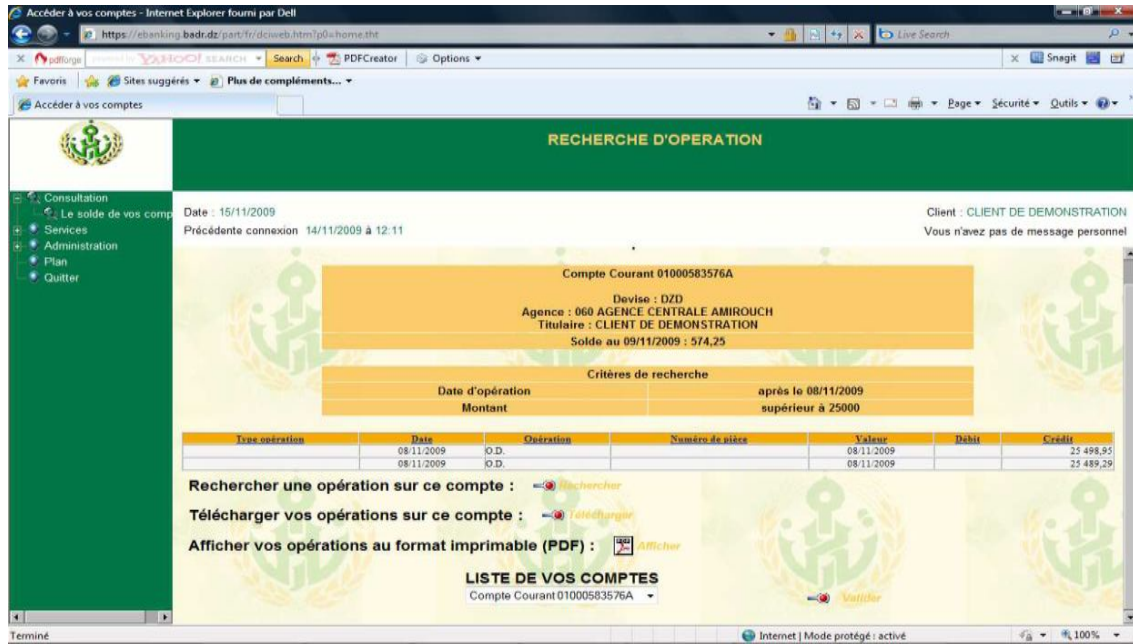 Accéder à vos comptes - Internet Explorer fourni par Dell
https://ebanking.badr.dz/part/fr/dciweb.htm?p0=home.tht
Live Search
pdfforge YAHOO! SEARCH Search PDFCreator Options Snagit
Favoris Sites suggérés Plus de compléments...
Accéder à vos comptes Page Sécurité Outils
RECHERCHE D'OPERATION
Consultation
Le solde de vos comp
Services
Administration
Plan
Quitter
Date : 15/11/2009 Client : CLIENT DE DEMONSTRATION
Précédente connexion 14/11/2009 à 12:11 Vous n'avez pas de message personnel
Compte Courant 01000583576A
Devise : DZD
Agence : 060 AGENCE CENTRALE AMIROUCH
Titulaire : CLIENT DE DEMONSTRATION
Solde au 09/11/2009 : 574,25
Critères de recherche
Date d'opération après le 08/11/2009
Montant supérieur à 25000
Type opération Date Opération Numéro de pièce Valeur Débit Crédit
08/11/2009 O.D. 08/11/2009 25 498,95
08/11/2009 O.D. 08/11/2009 25 489,29
Rechercher une opération sur ce compte : Rechercher
Télécharger vos opérations sur ce compte : Télécharger
Afficher vos opérations au format imprimable (PDF) : Afficher
LISTE DE VOS COMPTES
Compte Courant 01000583576A Valider
Terminé Internet | Mode protégé : activé 100%